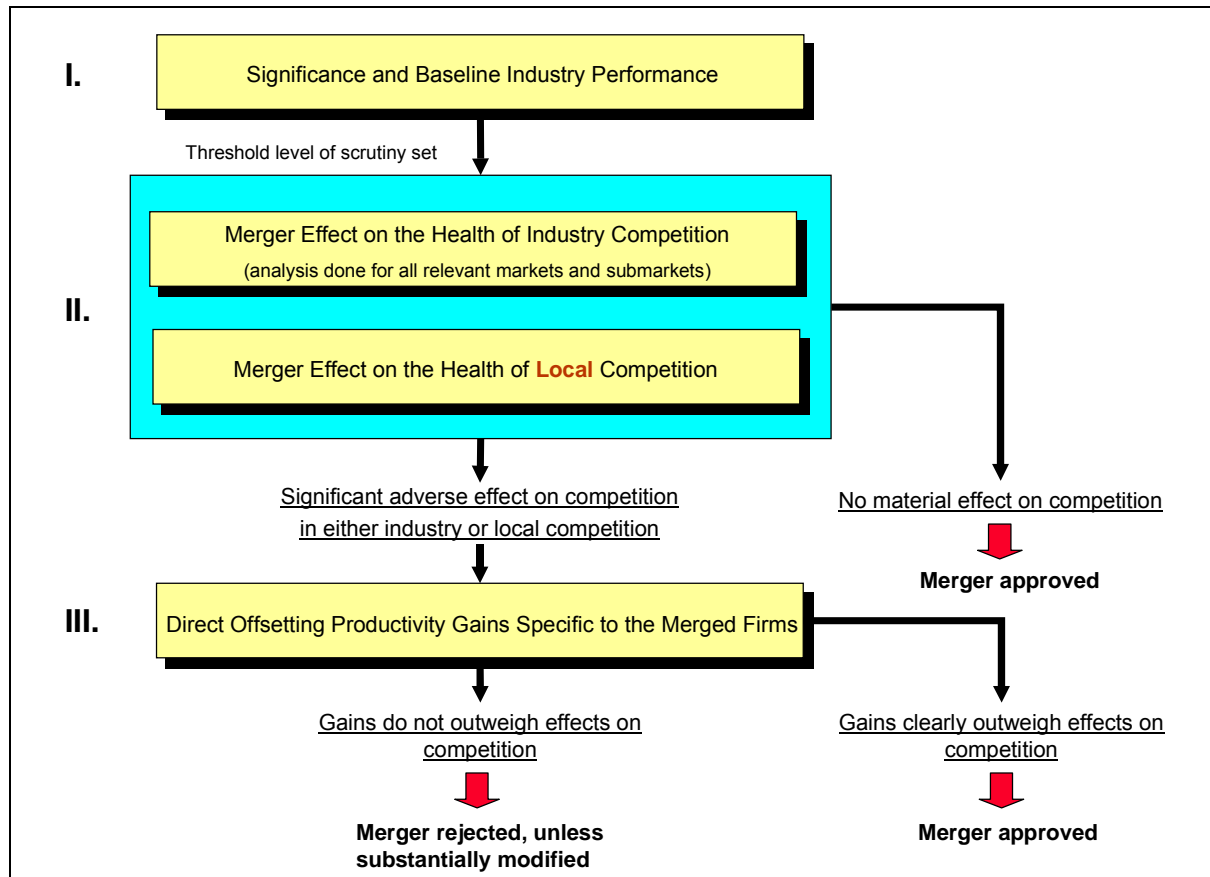 I.
Significance and Baseline Industry Performance
Threshold level of scrutiny set
II.
Merger Effect on the Health of Industry Competition
(analysis done for all relevant markets and submarkets)
Merger Effect on the Health of Local Competition
Significant adverse effect on competition
in either industry or local competition
No material effect on competition
Merger approved
III.
Direct Offsetting Productivity Gains Specific to the Merged Firms
Gains do not outweigh effects on
competition
Merger rejected, unless
substantially modified
Gains clearly outweigh effects on
competition
Merger approved